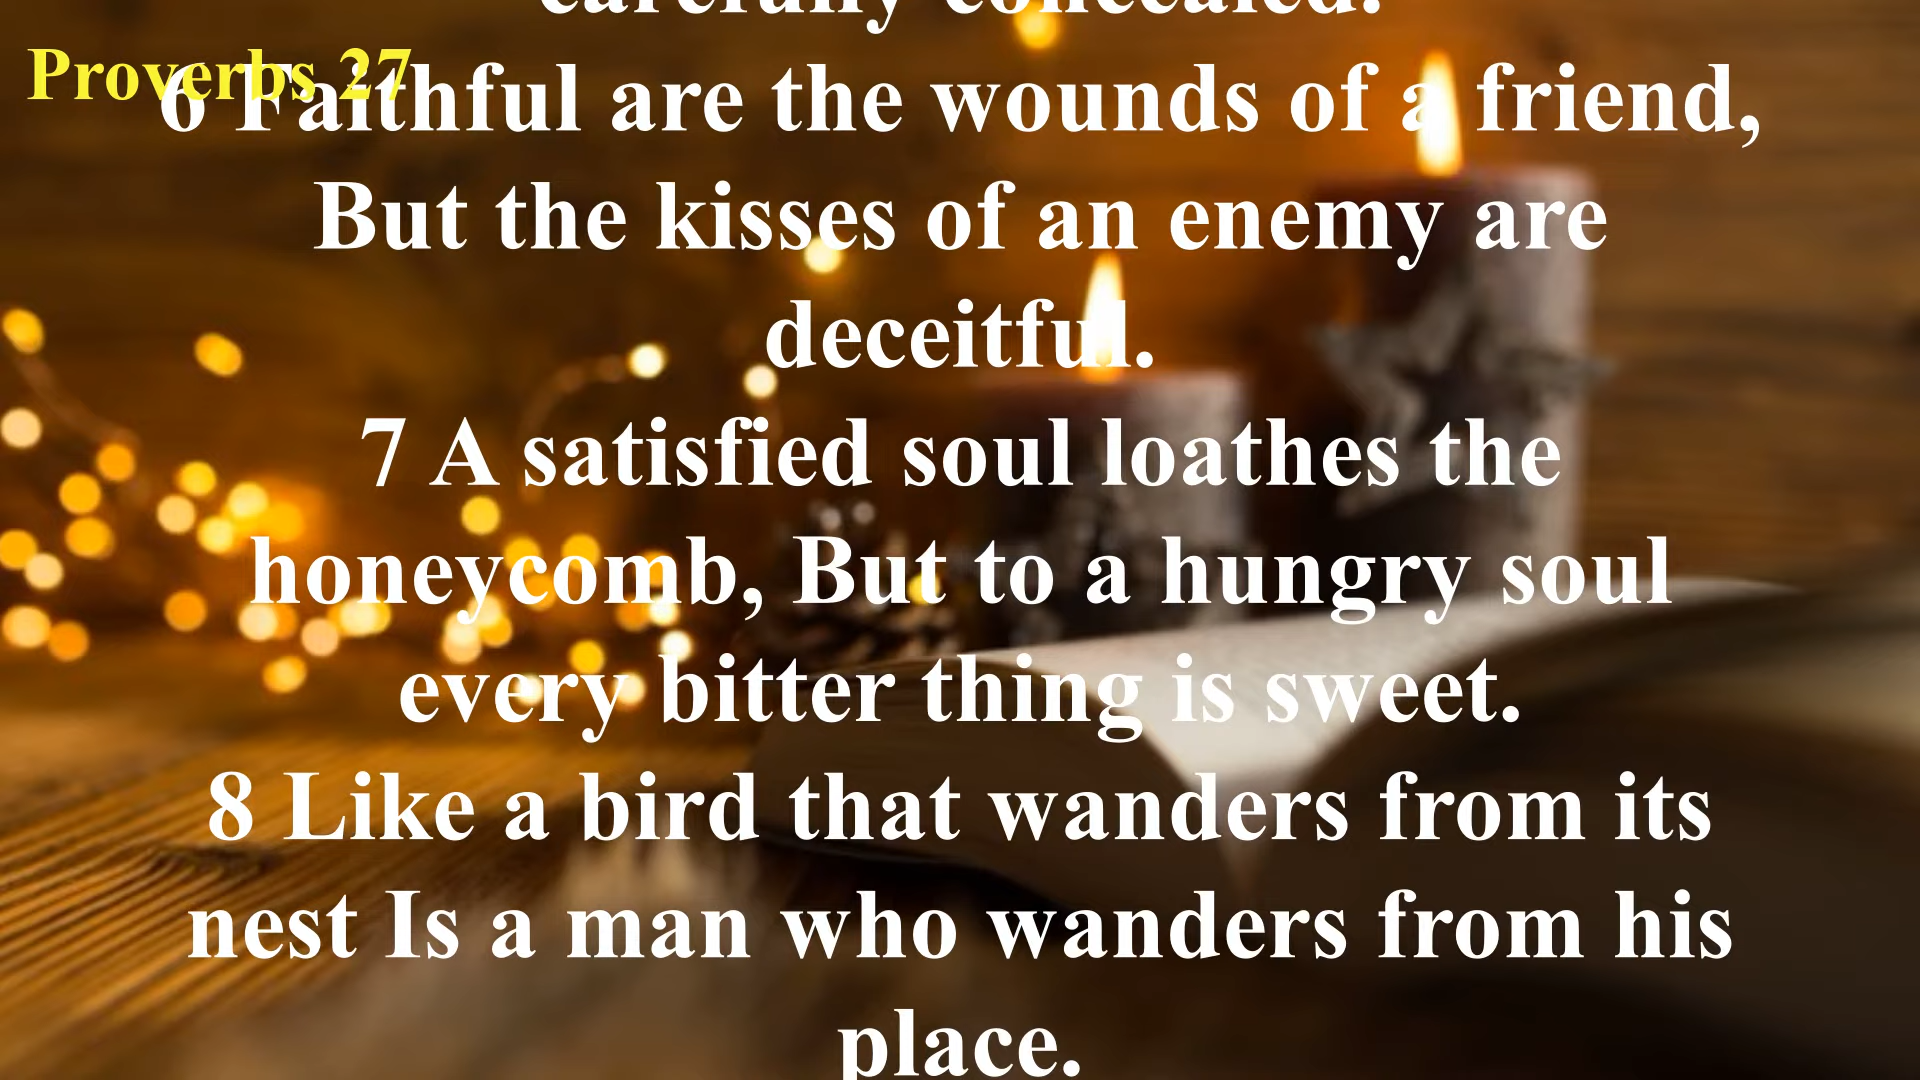 carefully concealed.
Proverbs 27
6 Faithful are the wounds of a friend,
But the kisses of an enemy are
deceitful.
7 A satisfied soul loathes the
honeycomb, But to a hungry soul
every bitter thing is sweet.
8 Like a bird that wanders from its
nest Is a man who wanders from his
place.